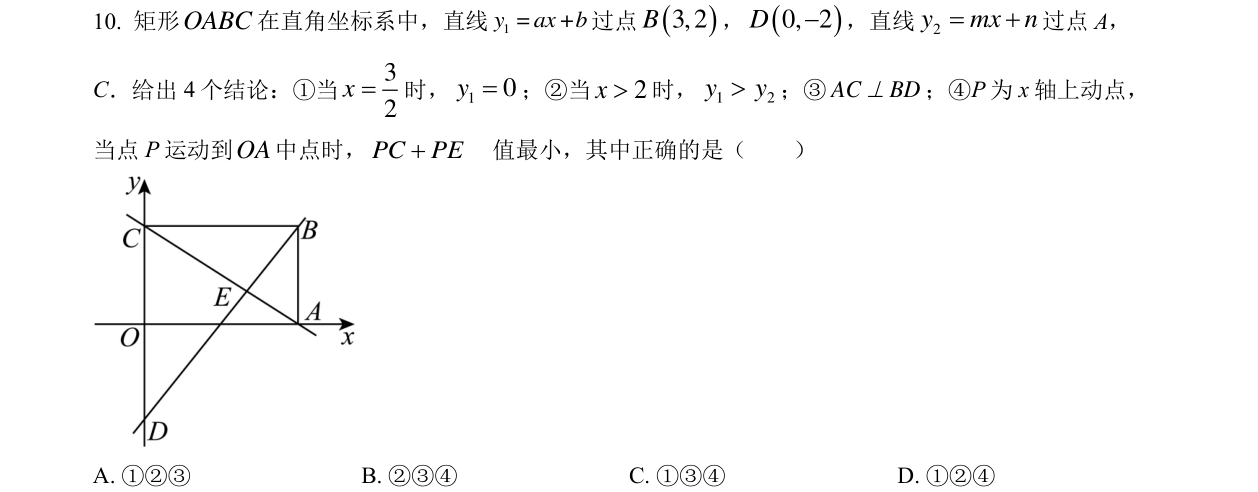 10. 矩形OABC在直角坐标系中，直线y₁=ax+b过点B(3,2)，D(0,−2)，直线y₂=mx+n过点A，
C．给出4个结论：①当x=3/2时，y₁=0；②当x>2时，y₁>y₂；③AC⊥BD；④P为x轴上动点，
当点P运动到OA中点时，PC+PE 值最小，其中正确的是（ ）
y
C
B
E
A
O
x
D
A. ①②③ B. ②③④ C. ①③④ D. ①②④